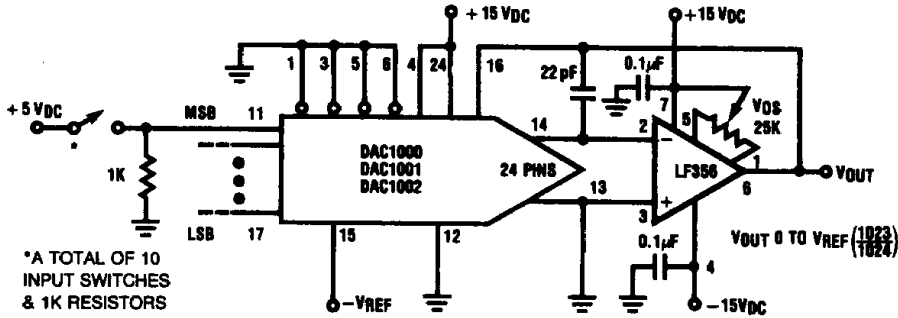 +15 VDC
+15 VDC
1
3
5
6
4
24
16
22 pF
0.1µF
7
VOS
25K
+5 VDC
MSB
11
14
2
5
*
DAC1000
DAC1001
DAC1002
24 PINS
−
LF356
1
6
VOUT
1K
13
+
3
LSB
17
15
12
0.1µF
4
VOUT 0 TO VREF (1023/1024)
*A TOTAL OF 10
INPUT SWITCHES
& 1K RESISTORS
−VREF
−15VDC